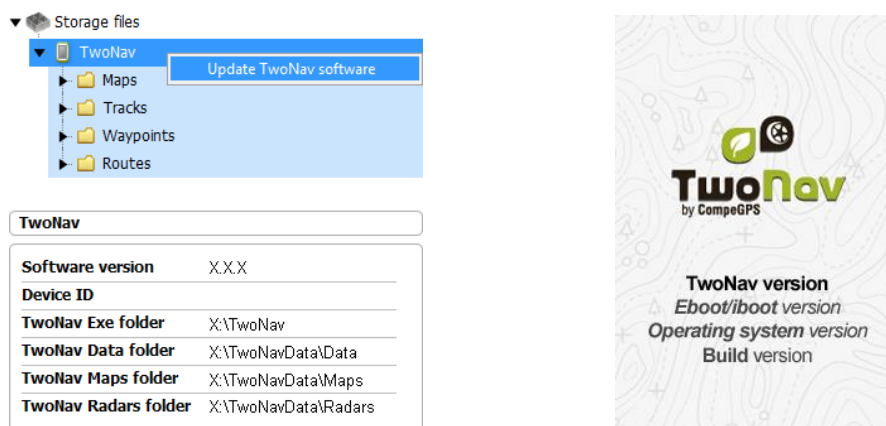 Storage files
TwoNav
Update TwoNav software
Maps
Tracks
Waypoints
Routes
TwoNav
Software version X.X.X
Device ID
TwoNav Exe folder X:\TwoNav
TwoNav Data folder X:\TwoNavData\Data
TwoNav Maps folder X:\TwoNavData\Maps
TwoNav Radars folder X:\TwoNavData\Radars
TwoNav
by CompeGPS
TwoNav version
Eboot/iboot version
Operating system version
Build version